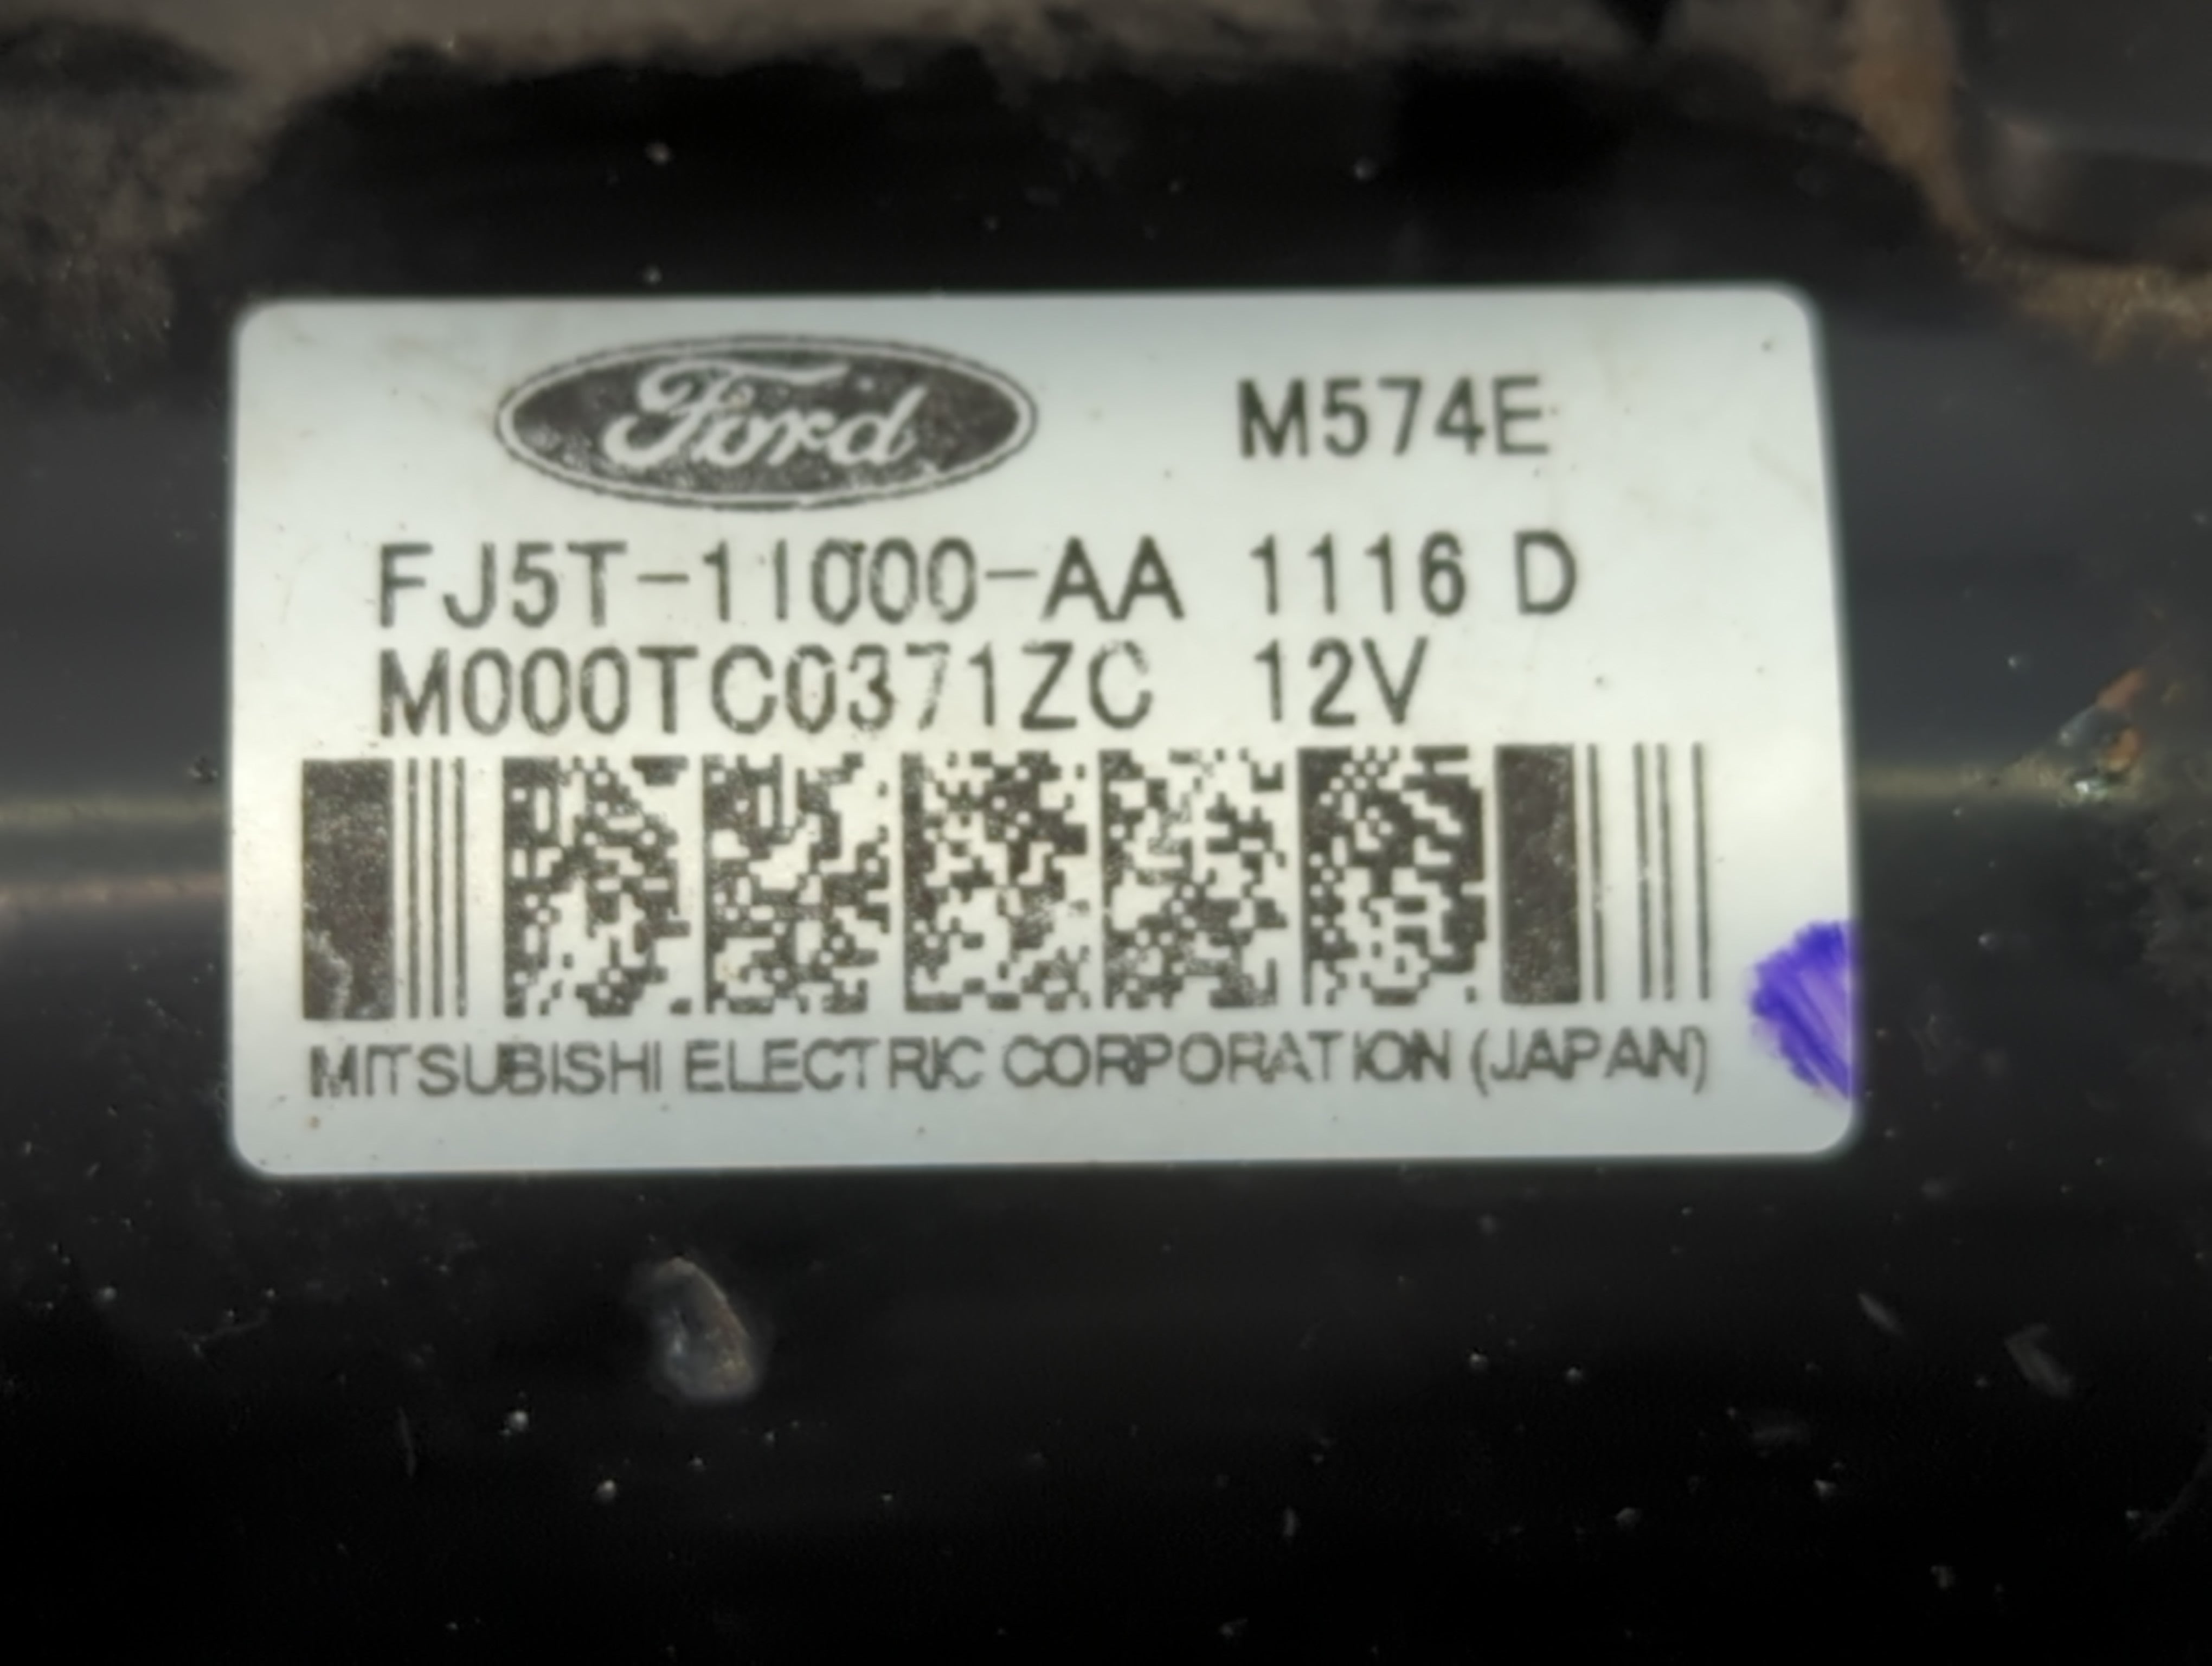 Ford M574E
FJ5T-11000-AA 1116 D
M000TC0371ZC 12V
MITSUBISHI ELECTRIC CORPORATION (JAPAN)